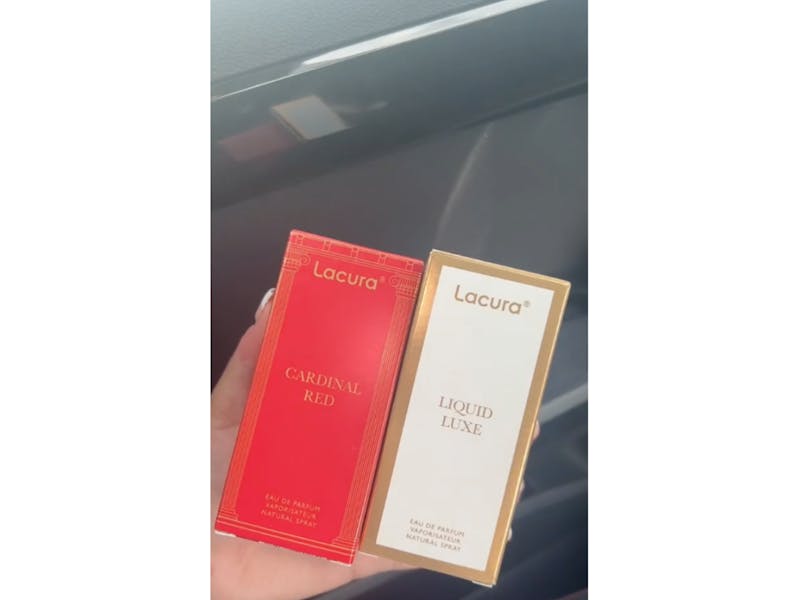 Lacura®
CARDINAL
RED
EAU DE PARFUM
VAPORISATEUR
NATURAL SPRAY
Lacura®
LIQUID
LUXE
EAU DE PARFUM
VAPORISATEUR
NATURAL SPRAY